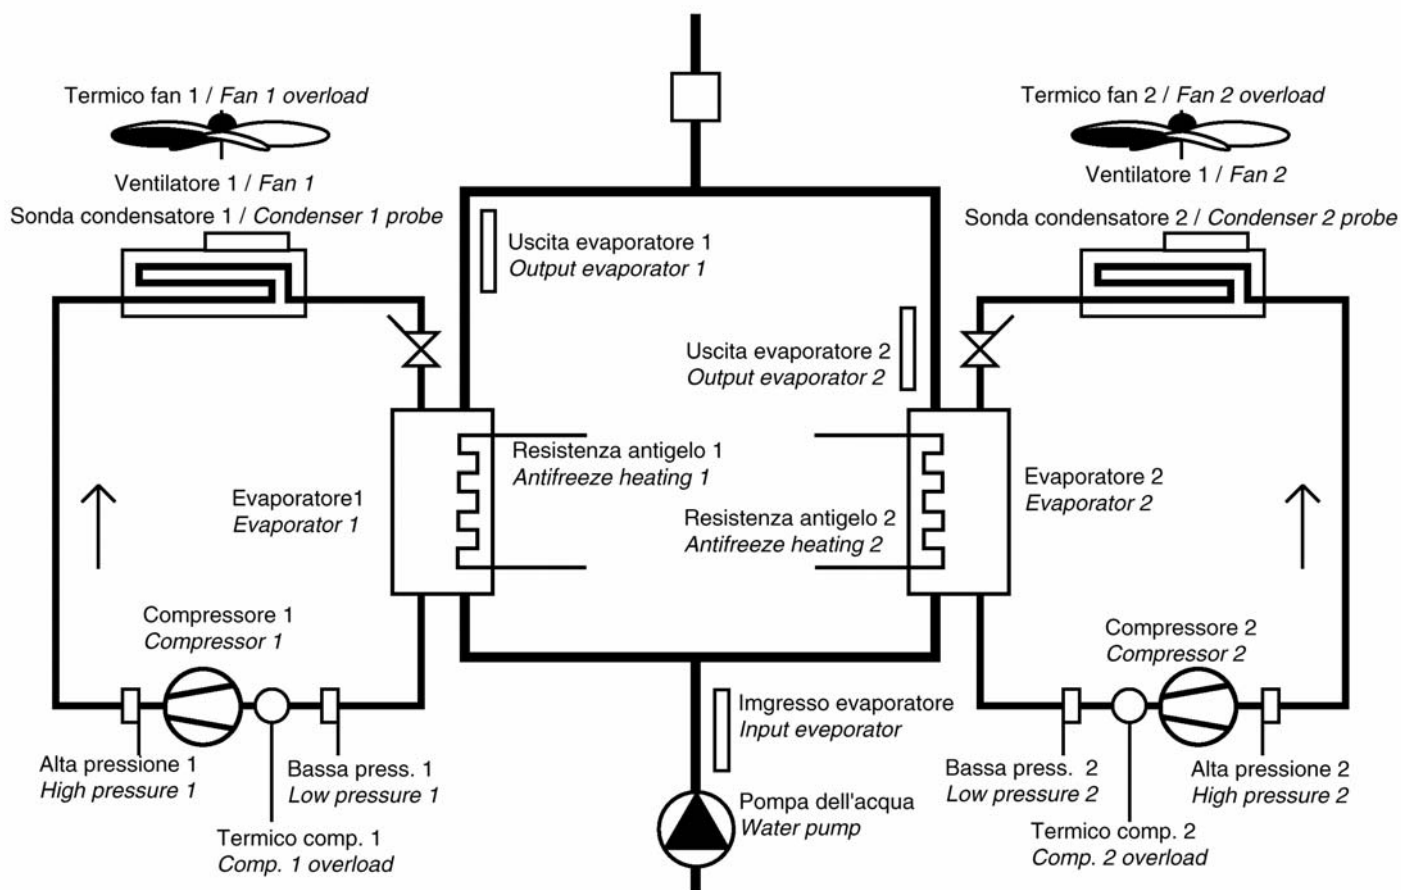 Termico fan 1 / Fan 1 overload
Ventilatore 1 / Fan 1
Sonda condensatore 1 / Condenser 1 probe
Termico fan 2 / Fan 2 overload
Ventilatore 1 / Fan 2
Sonda condensatore 2 / Condenser 2 probe
Uscita evaporatore 1
Output evaporator 1
Uscita evaporatore 2
Output evaporator 2
Resistenza antigelo 1
Antifreeze heating 1
Evaporatore1
Evaporator 1
Resistenza antigelo 2
Antifreeze heating 2
Evaporatore 2
Evaporator 2
Compressore 1
Compressor 1
Compressore 2
Compressor 2
Imgresso evaporatore
Input eveporator
Alta pressione 1
High pressure 1
Bassa press. 1
Low pressure 1
Termico comp. 1
Comp. 1 overload
Pompa dell'acqua
Water pump
Bassa press. 2
Low pressure 2
Alta pressione 2
High pressure 2
Termico comp. 2
Comp. 2 overload